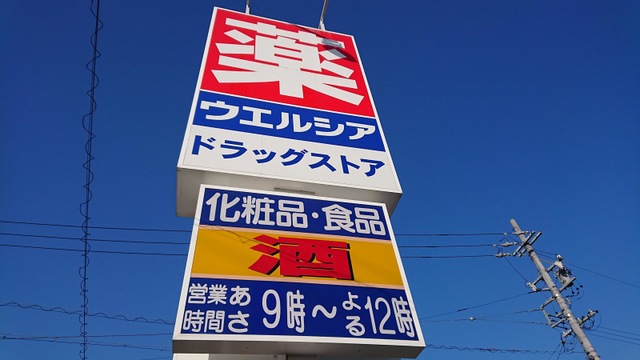 薬
ウエルシア
ドラッグストア
化粧品・食品
酒
営業時間 あさ9時～よる12時